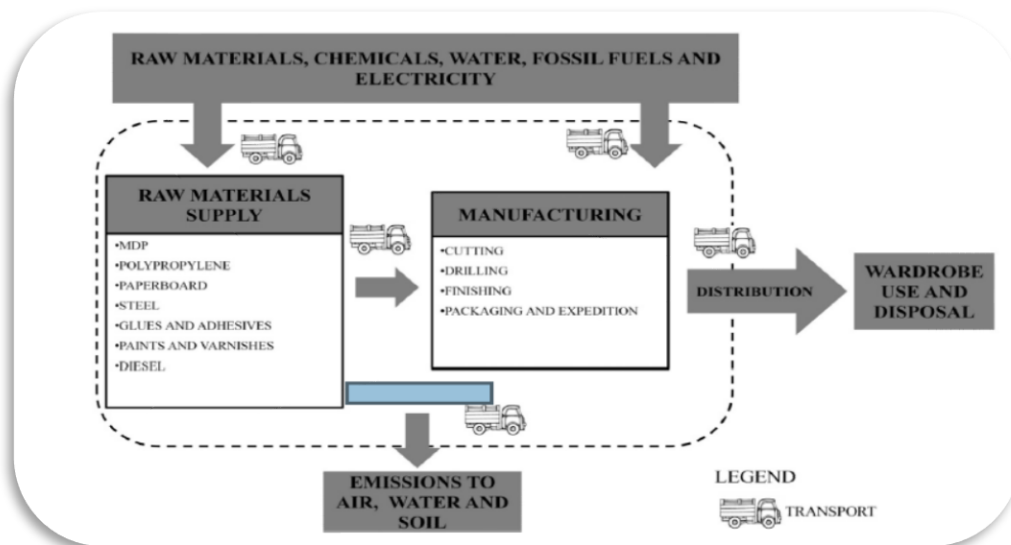 RAW MATERIALS, CHEMICALS, WATER, FOSSIL FUELS AND
ELECTRICITY
RAW MATERIALS
SUPPLY
•MDP
•POLYPROPYLENE
•PAPERBOARD
•STEEL
•GLUES AND ADHESIVES
•PAINTS AND VARNISHES
•DIESEL
MANUFACTURING
•CUTTING
•DRILLING
•FINISHING
•PACKAGING AND EXPEDITION
DISTRIBUTION
WARDROBE
USE AND
DISPOSAL
EMISSIONS TO
AIR, WATER AND
SOIL
LEGEND
TRANSPORT